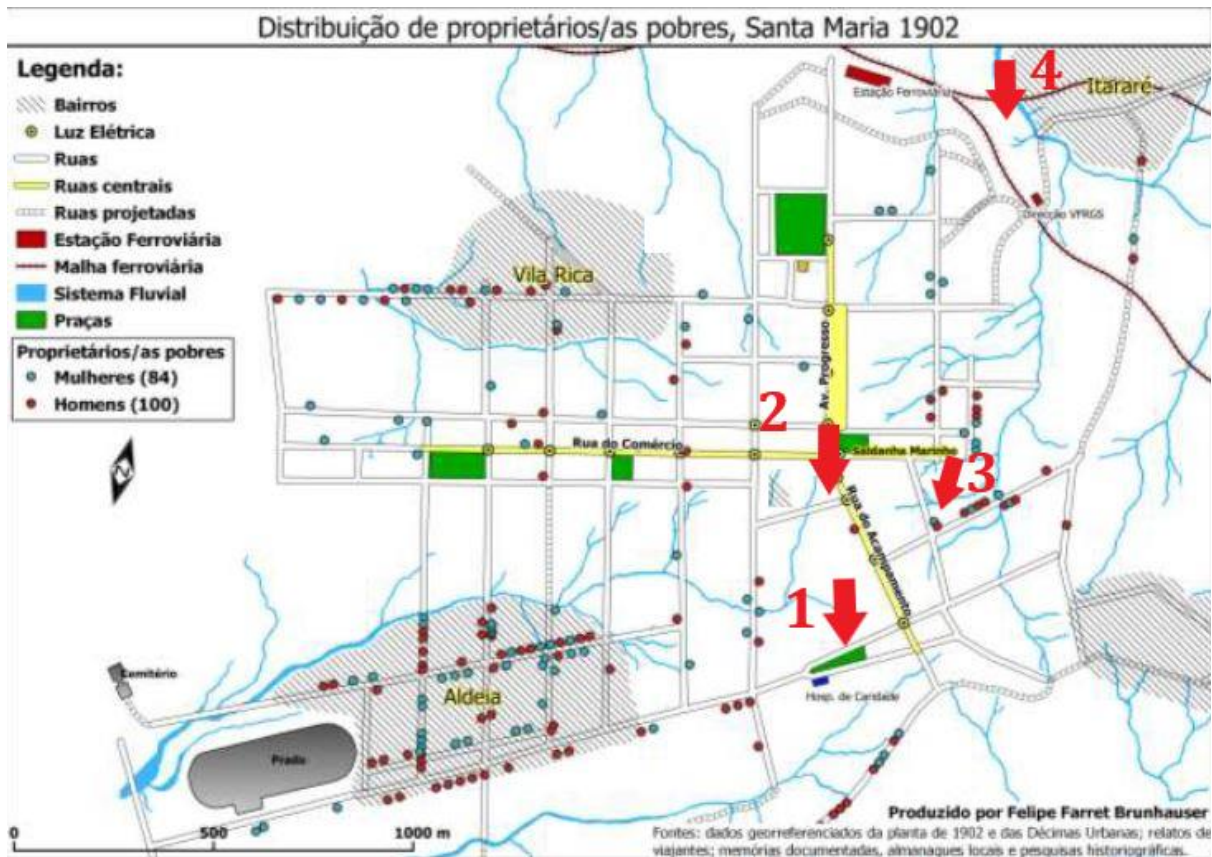 Distribuição de proprietários/as pobres, Santa Maria 1902
Legenda:
Bairros
Luz Elétrica
Ruas
Ruas centrais
Ruas projetadas
Estação Ferroviária
Malha ferroviária
Sistema Fluvial
Praças
Proprietários/as pobres
Mulheres (84)
Homens (100)
N
Estação Ferroviária
4
Itararé
Direcção VFRGS
Vila Rica
Av. Progresso
2
Rua do Comércio
Saldanha Marinho
3
Rua do Acampamento
1
Cemitério
Aldeia
Hosp. de Caridade
Prado
0 500 1000 m
Produzido por Felipe Farret Brunhauser
Fontes: dados georreferenciados da planta de 1902 e das Décimas Urbanas; relatos de
viajantes; memórias documentadas, almanaques locais e pesquisas historiográficas.